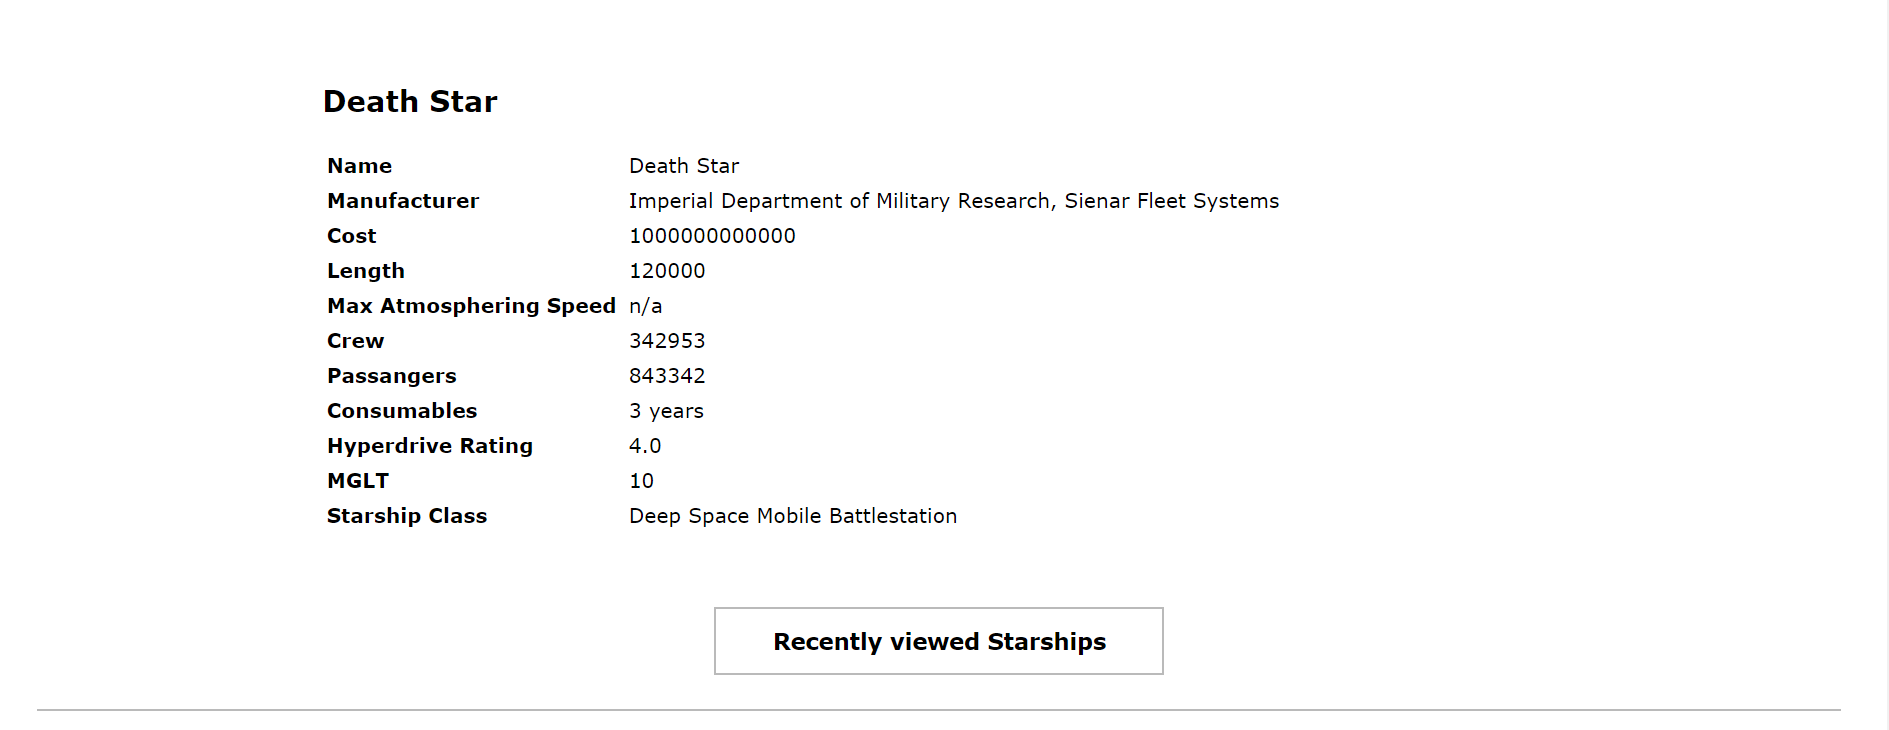 Death Star
Name Death Star
Manufacturer Imperial Department of Military Research, Sienar Fleet Systems
Cost 1000000000000
Length 120000
Max Atmosphering Speed n/a
Crew 342953
Passangers 843342
Consumables 3 years
Hyperdrive Rating 4.0
MGLT 10
Starship Class Deep Space Mobile Battlestation
Recently viewed Starships